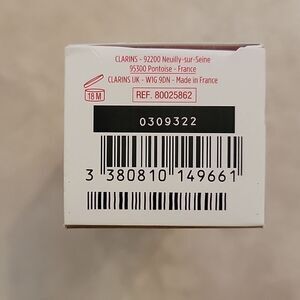 CLARINS - 92200 Neuilly-sur-Seine
95300 Pontoise - France
CLARINS UK - W1G 9DN - Made in France
18 M
REF. 80025862
0309322
3 380810 149661